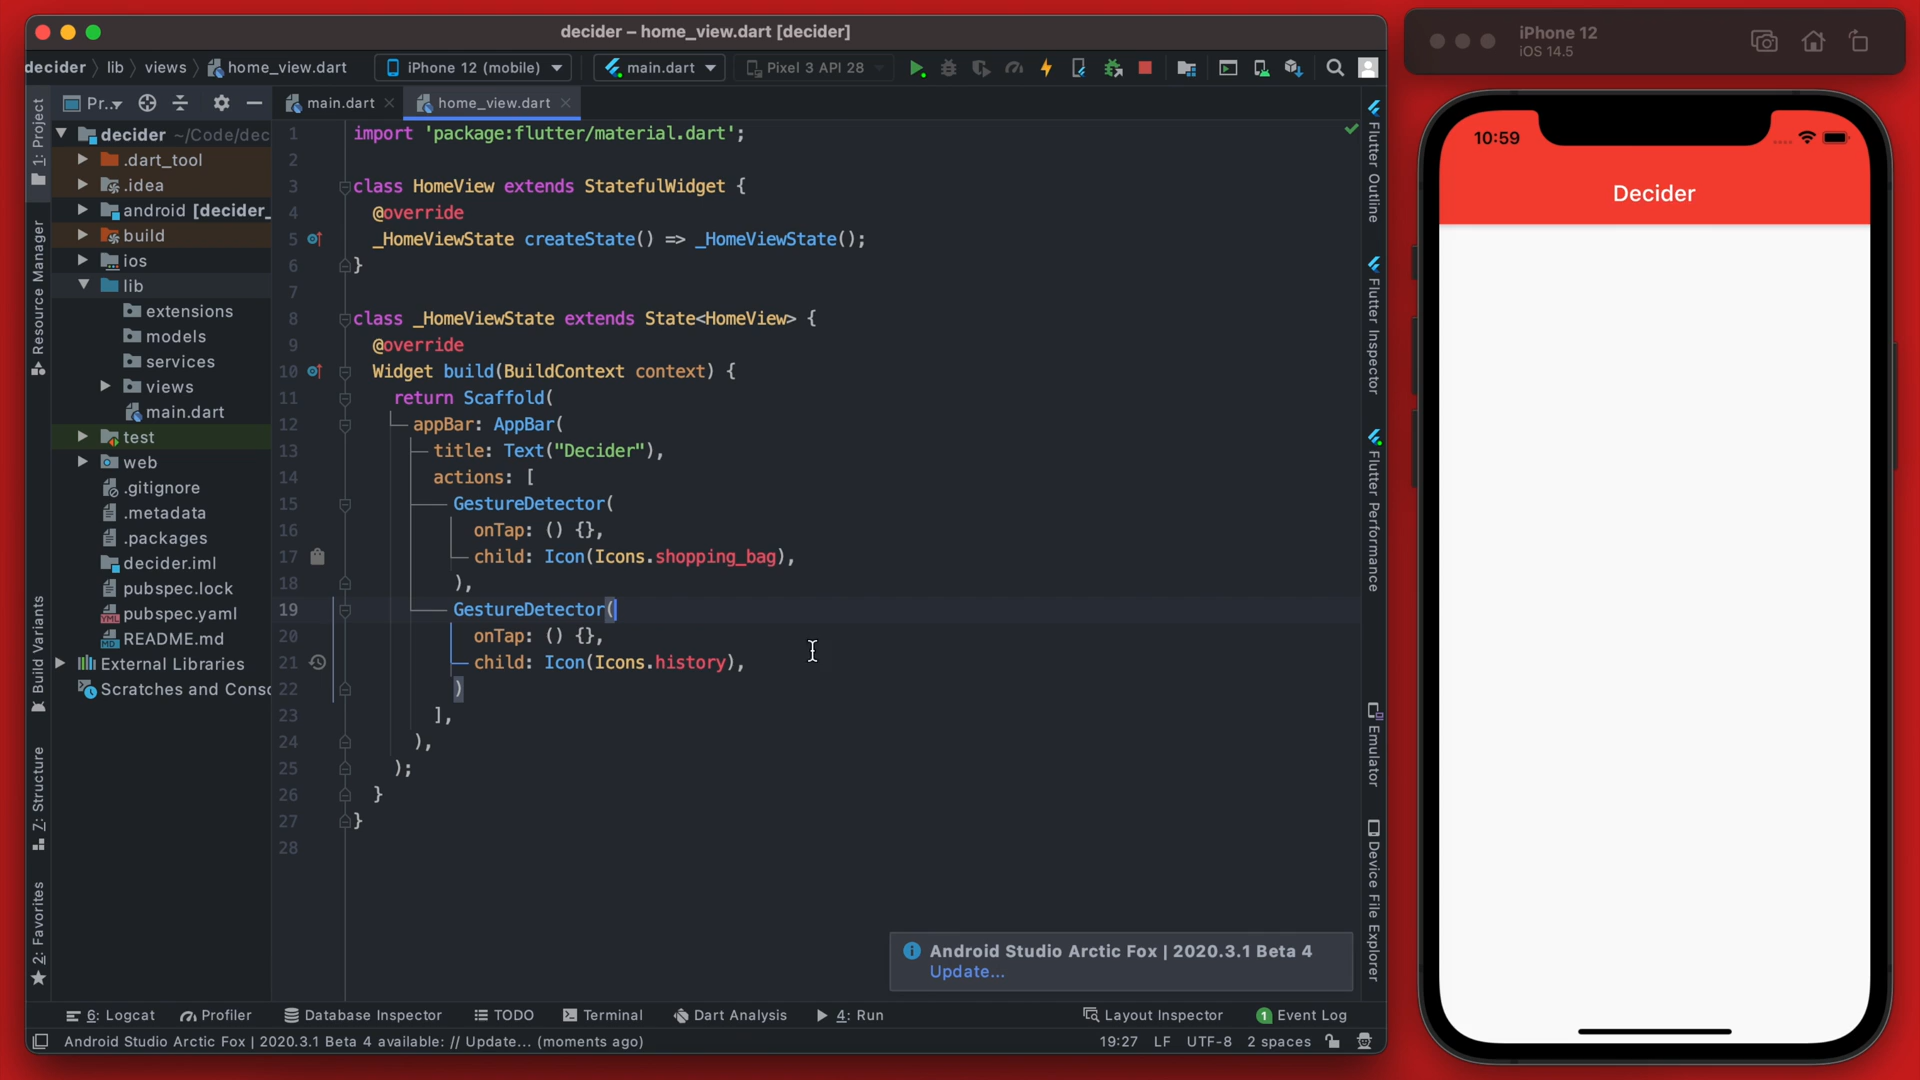 decider – home_view.dart [decider]
decider
lib
views
home_view.dart
iPhone 12 (mobile)
main.dart
Pixel 3 API 28
1: Project
Resource Manager
Build Variants
Z: Structure
2: Favorites
Pr...
main.dart
home_view.dart
decider ~/Code/dec
.dart_tool
.idea
android [decider_
build
ios
lib
extensions
models
services
views
main.dart
test
web
.gitignore
.metadata
.packages
decider.iml
pubspec.lock
pubspec.yaml
README.md
External Libraries
Scratches and Consc
1 import 'package:flutter/material.dart';
2
3 class HomeView extends StatefulWidget {
4 @override
5 _HomeViewState createState() => _HomeViewState();
6 }
7
8 class _HomeViewState extends State<HomeView> {
9 @override
10 Widget build(BuildContext context) {
11 return Scaffold(
12 appBar: AppBar(
13 title: Text("Decider"),
14 actions: [
15 GestureDetector(
16 onTap: () {},
17 child: Icon(Icons.shopping_bag),
18 ),
19 GestureDetector(
20 onTap: () {},
21 child: Icon(Icons.history),
22 )
23 ],
24 ),
25 );
26 }
27 }
28
Flutter Outline
Flutter Inspector
Flutter Performance
Emulator
Device File Explorer
Android Studio Arctic Fox | 2020.3.1 Beta 4
Update...
6: Logcat
Profiler
Database Inspector
TODO
Terminal
Dart Analysis
4: Run
Layout Inspector
1 Event Log
Android Studio Arctic Fox | 2020.3.1 Beta 4 available: // Update... (moments ago)
19:27 LF UTF-8 2 spaces
iPhone 12
iOS 14.5
10:59
Decider